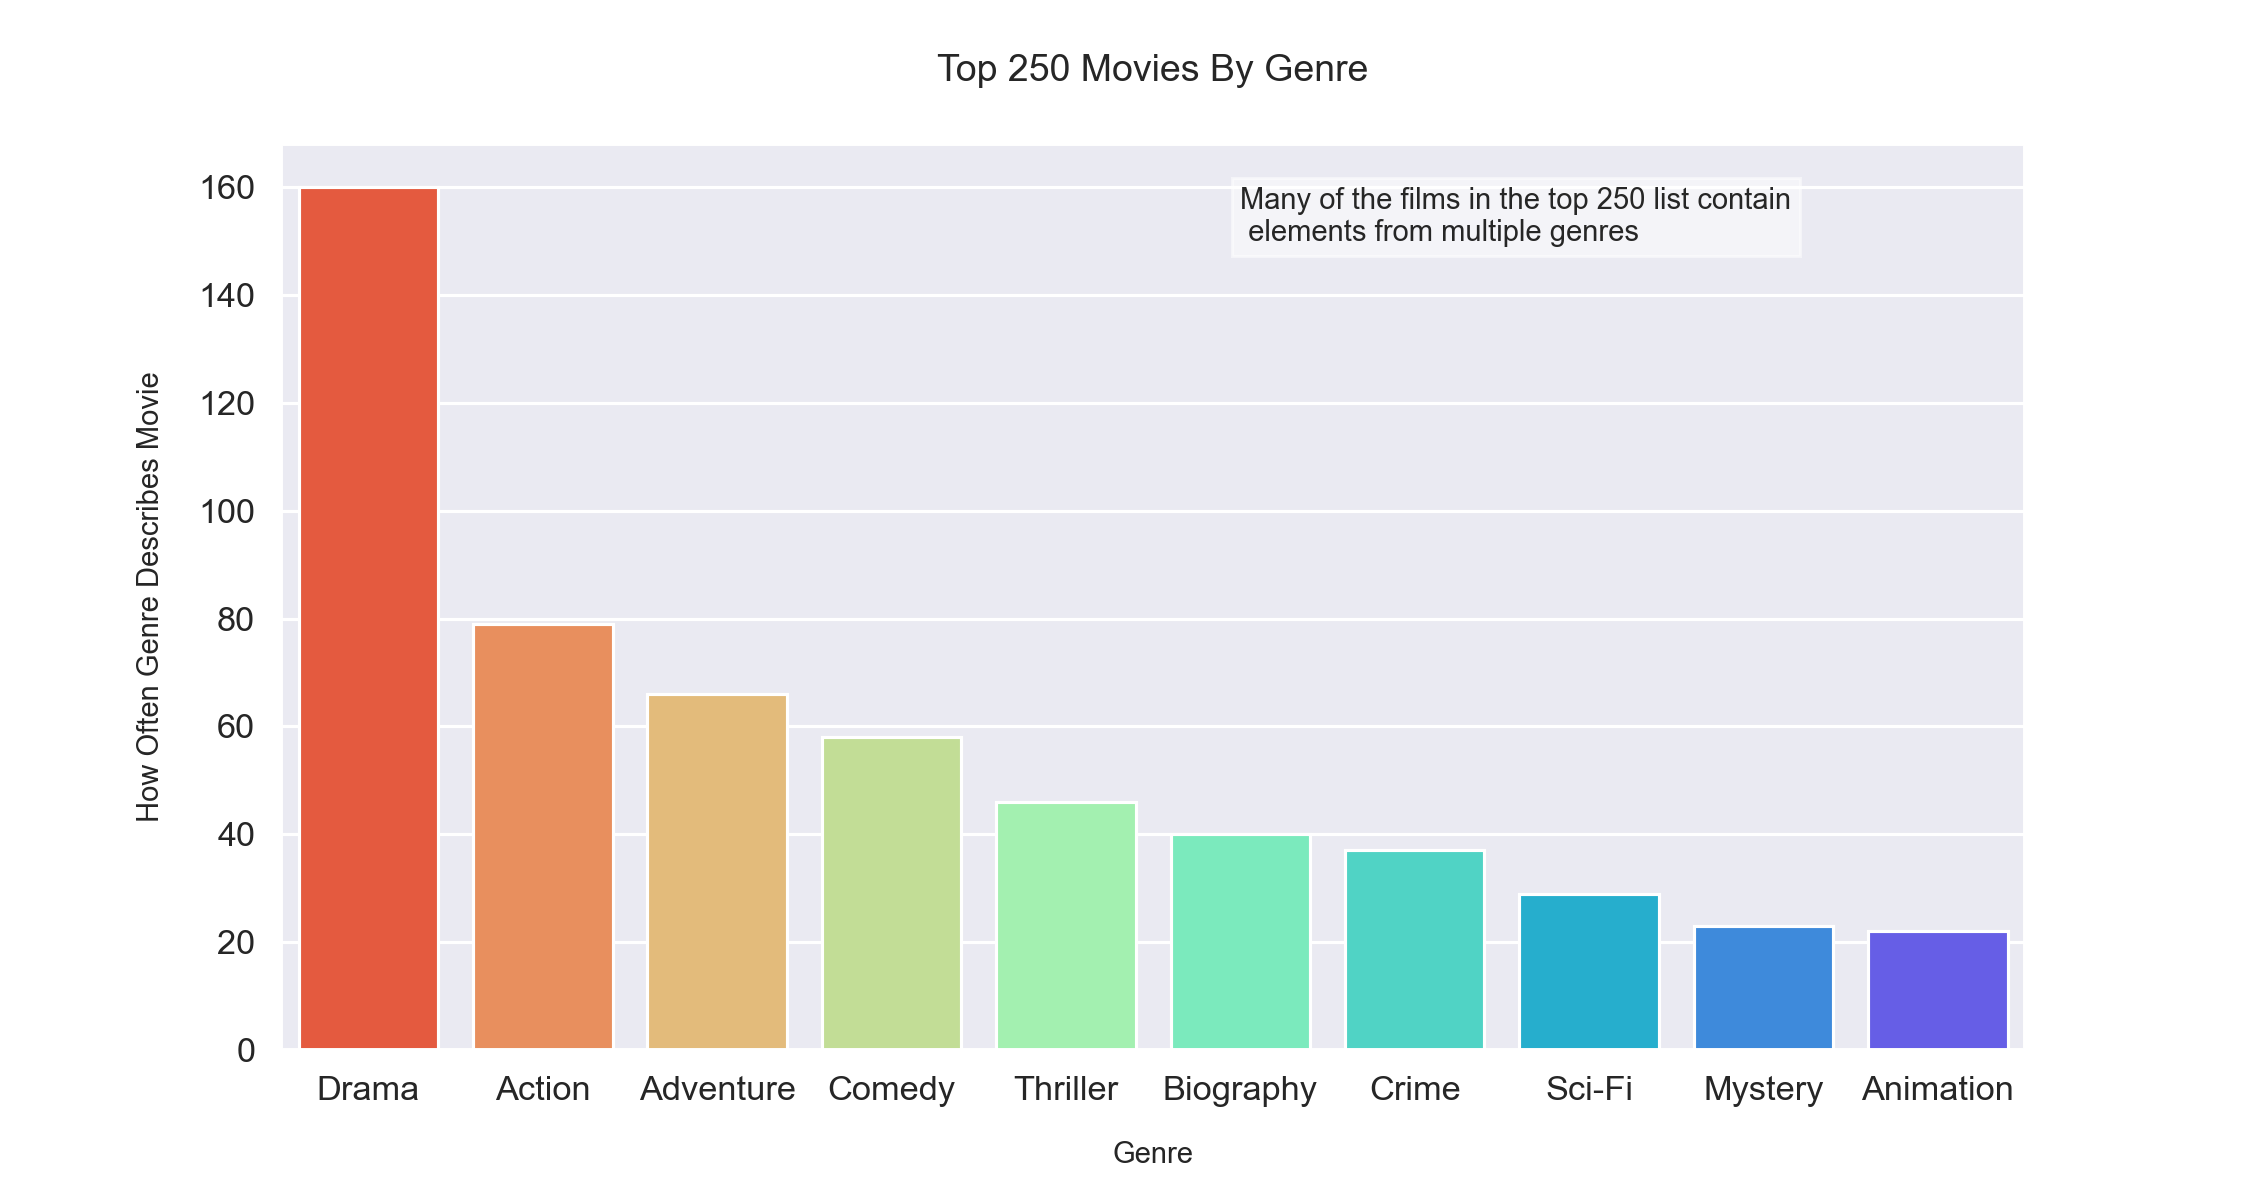 Top 250 Movies By Genre
Many of the films in the top 250 list contain
elements from multiple genres
How Often Genre Describes Movie
160
140
120
100
80
60
40
20
0
Drama Action Adventure Comedy Thriller Biography Crime Sci-Fi Mystery Animation
Genre